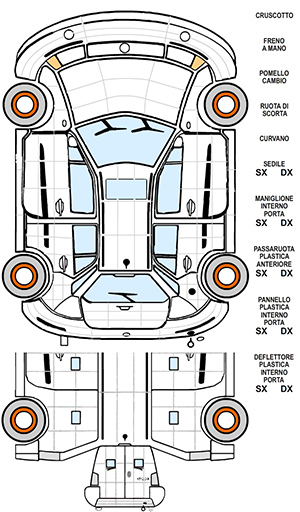 CRUSCOTTO
FRENO
A MANO
POMELLO
CAMBIO
RUOTA DI
SCORTA
CURVANO
SEDILE
SX DX
MANIGLIONE
INTERNO
PORTA
SX DX
PASSARUOTA
PLASTICA
ANTERIORE
SX DX
PANNELLO
PLASTICA
INTERNO
PORTA
SX DX
DEFLETTORE
PLASTICA
INTERNO
PORTA
SX DX